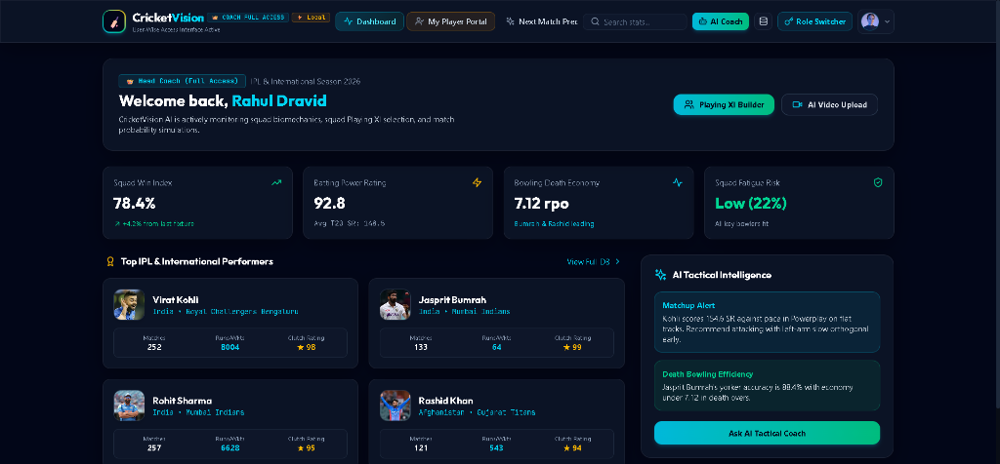 CricketVision
COACH FULL ACCESS
Local
User-Wise Access Interface Active
Dashboard
My Player Portal
Next Match Prec
Search stats...
AI Coach
Role Switcher
Head Coach (Full Access)
IPL & International Season 2026
Welcome back, Rahul Dravid
CricketVision AI is actively monitoring squad biomechanics, squad Playing XI selection, and match
probability simulations.
Playing XI Builder
AI Video Upload
Squad Win Index
78.4%
+4.2% from last fixture
Batting Power Rating
92.8
Avg T20 SR: 148.5
Bowling Death Economy
7.12 rpo
Bumrah & Rashid leading
Squad Fatigue Risk
Low (22%)
All key bowlers fit
Top IPL & International Performers
View Full DB
Virat Kohli
India • Royal Challengers Bengaluru
Matches
Runs/Wkts
Clutch Rating
252
8004
★ 98
Jasprit Bumrah
India • Mumbai Indians
Matches
Runs/Wkts
Clutch Rating
133
64
★ 99
Rohit Sharma
India • Mumbai Indians
Matches
Runs/Wkts
Clutch Rating
257
6628
★ 95
Rashid Khan
Afghanistan • Gujarat Titans
Matches
Runs/Wkts
Clutch Rating
121
543
★ 94
AI Tactical Intelligence
Matchup Alert
Kohli scores 154.6 SR against pace in Powerplay on flat
tracks. Recommend attacking with left-arm slow orthogonal
early.
Death Bowling Efficiency
Jasprit Bumrah's yorker accuracy is 88.4% with economy
under 7.12 in death overs.
Ask AI Tactical Coach